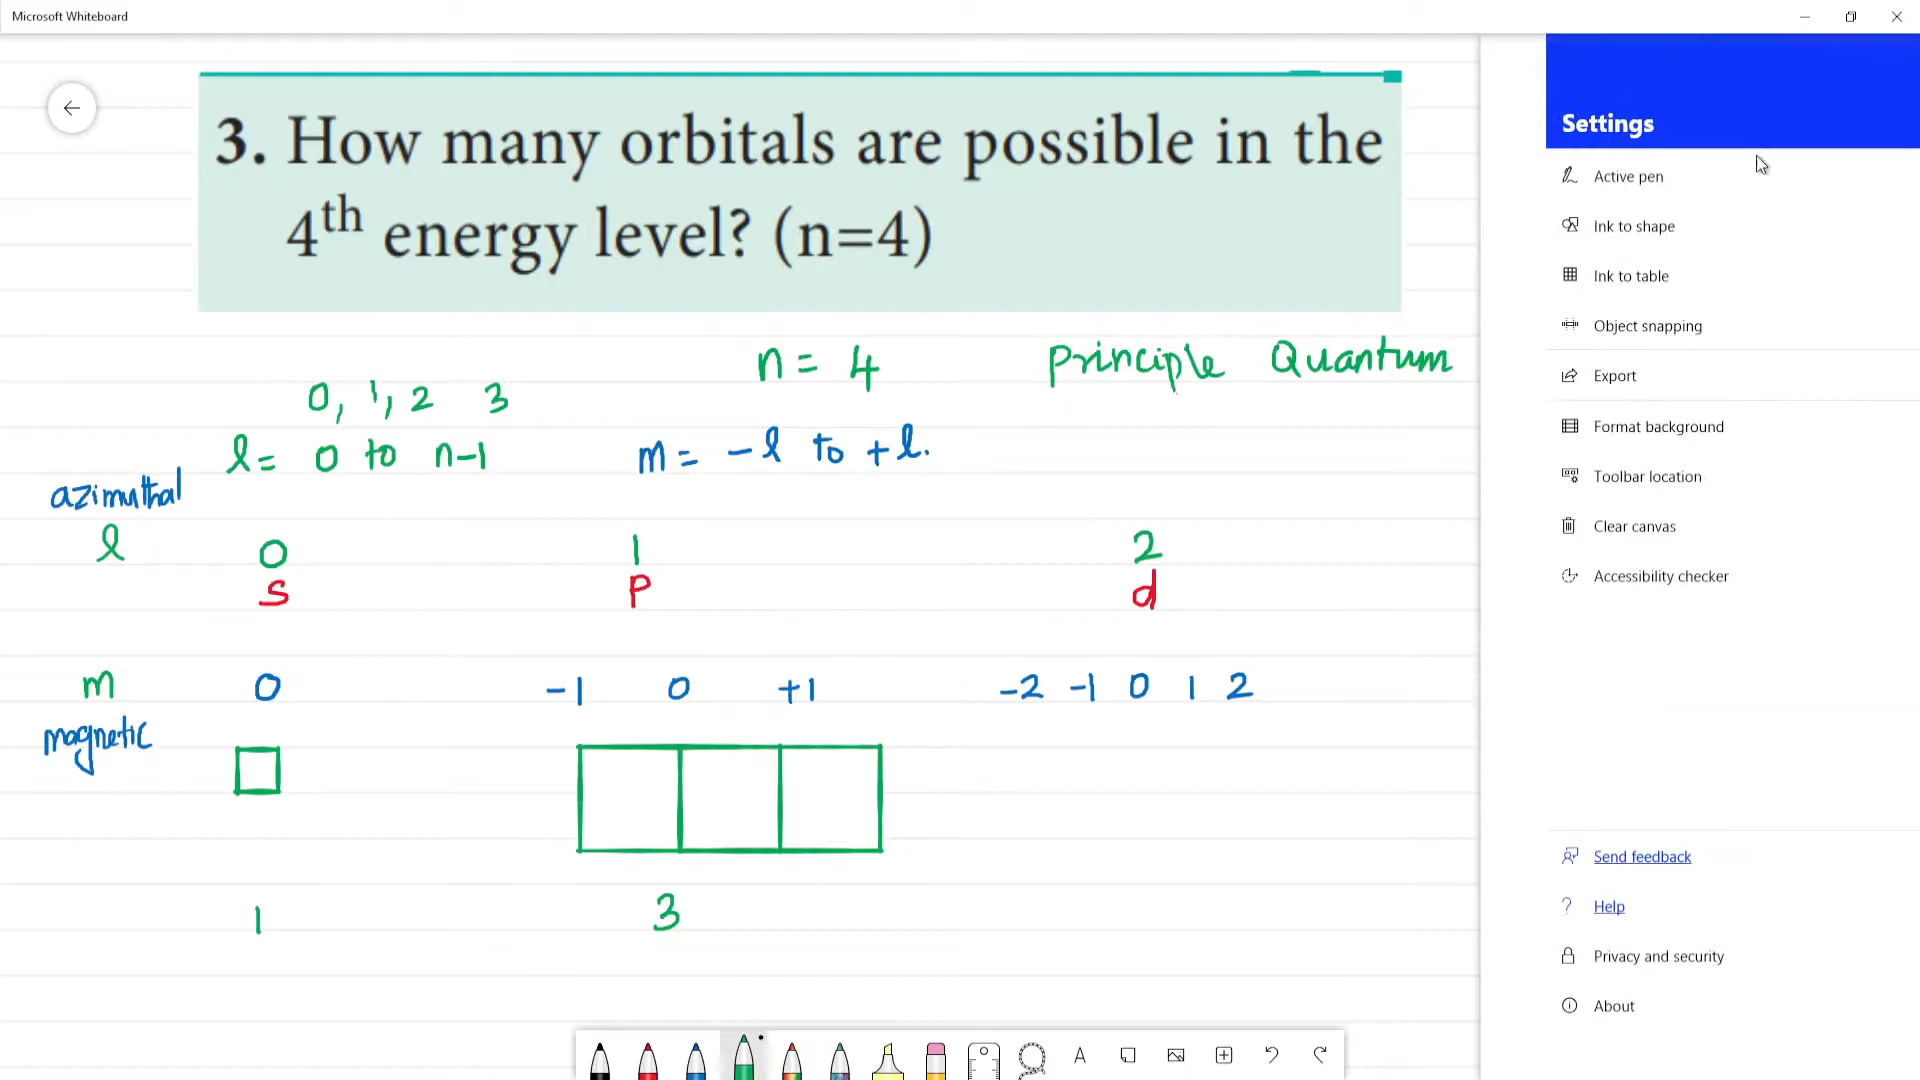 Microsoft Whiteboard
3. How many orbitals are possible in the
4th energy level? (n=4)
n = 4 Principle Quantum
0, 1, 2 3
l = 0 to n-1 m = -l to +l.
azimuthal
l 0 1 2
s p d
m 0 -1 0 +1 -2 -1 0 1 2
magnetic
1 3
A
Settings
Active pen
Ink to shape
Ink to table
Object snapping
Export
Format background
Toolbar location
Clear canvas
Accessibility checker
Send feedback
Help
Privacy and security
About